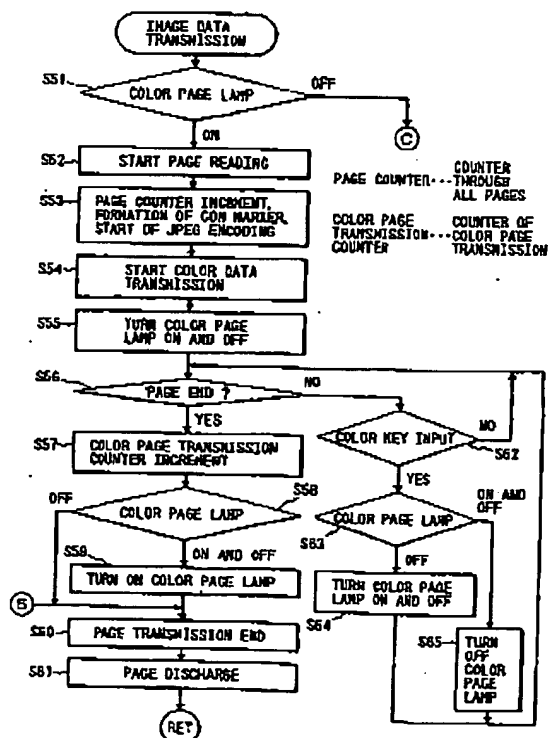 IMAGE DATA
TRANSMISSION
S51
COLOR PAGE LAMP
OFF
C
ON
S52
START PAGE READING
S53
PAGE COUNTER INCREMENT,
FORMATION OF COM MARKER,
START OF JPEG ENCODING
PAGE COUNTER...
COUNTER
THROUGH
ALL PAGES
COLOR PAGE
TRANSMISSION...
COUNTER
COUNTER OF
COLOR PAGE
TRANSMISSION
S54
START COLOR DATA
TRANSMISSION
S55
TURN COLOR PAGE
LAMP ON AND OFF
S56
PAGE END ?
NO
YES
S57
COLOR PAGE TRANSMISSION
COUNTER INCREMENT
COLOR KEY INPUT
NO
S62
YES
S58
OFF
COLOR PAGE LAMP
ON AND OFF
S63
COLOR PAGE LAMP
ON AND
OFF
OFF
S59
TURN ON COLOR PAGE LAMP
TURN COLOR PAGE
LAMP ON AND OFF
S64
S60
PAGE TRANSMISSION END
S61
PAGE DISCHARGE
S65
TURN
OFF
COLOR
PAGE
LAMP
RET